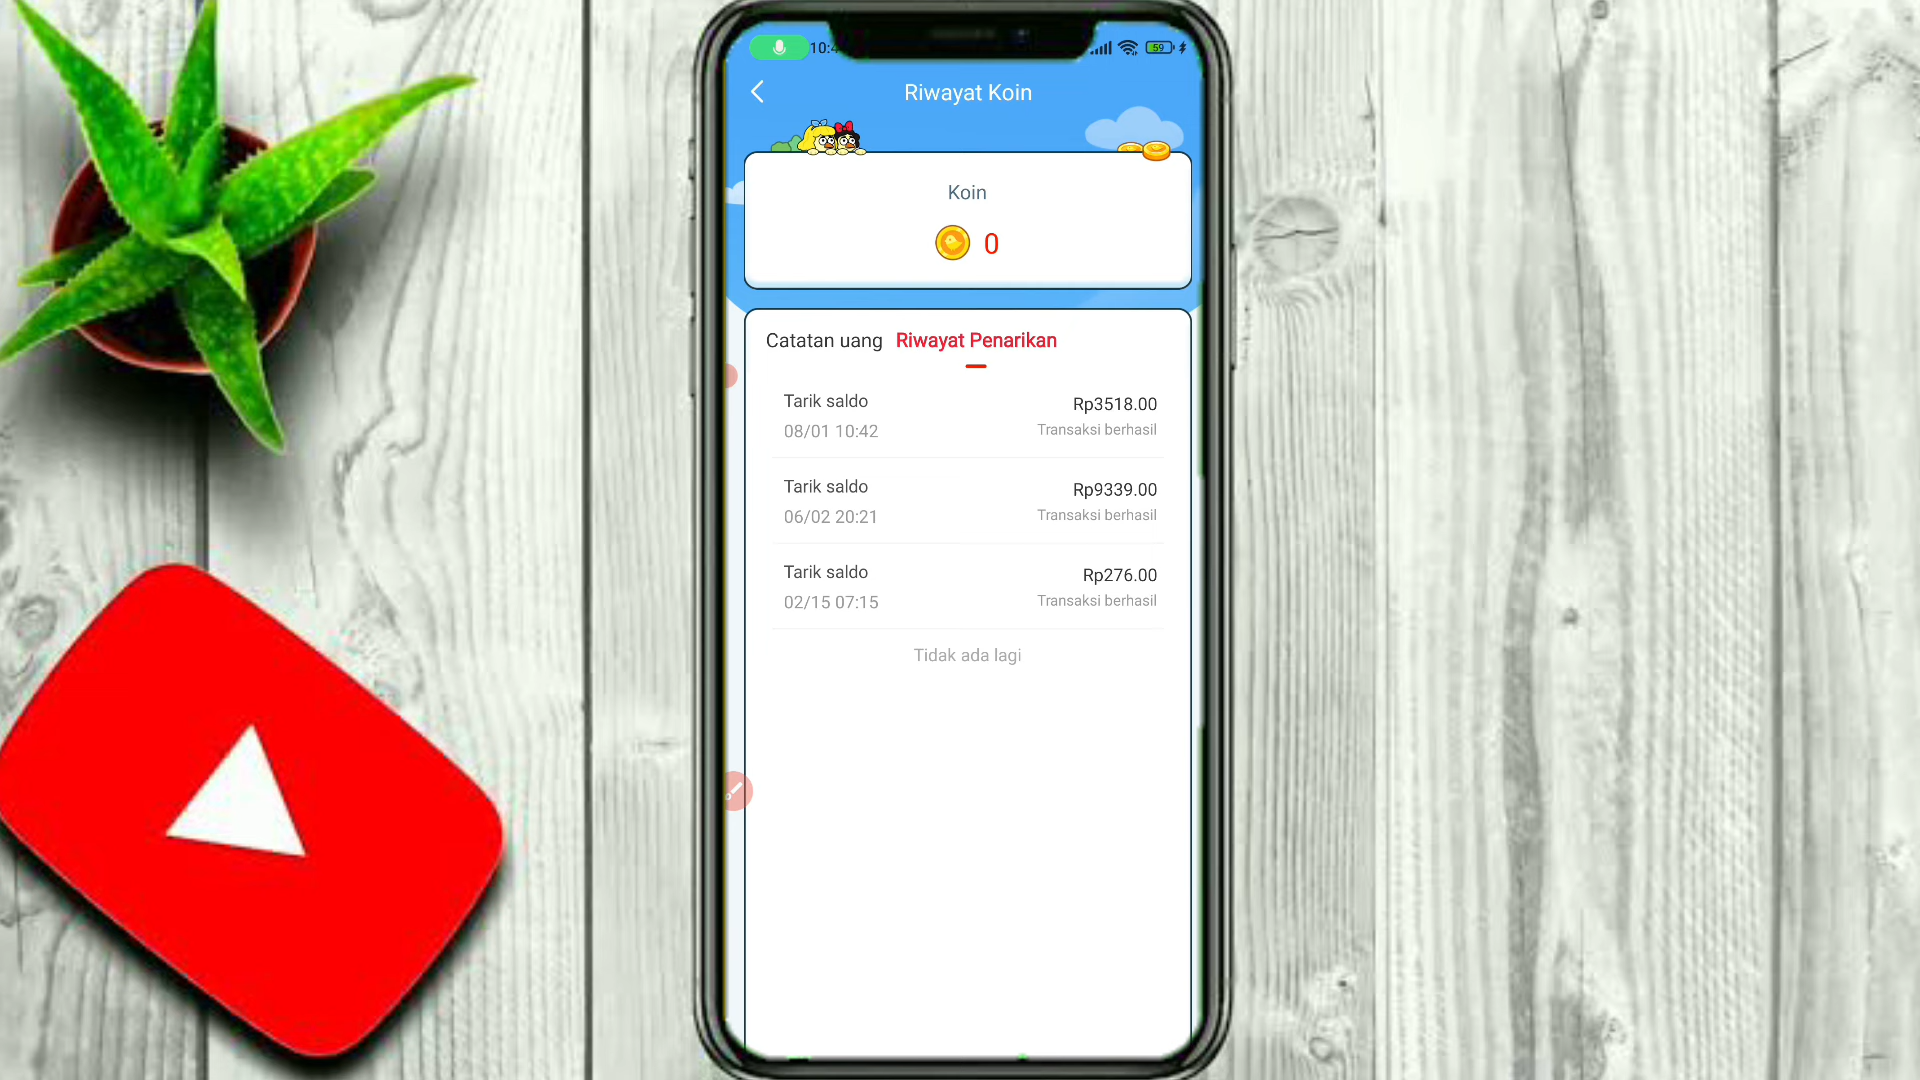 10:4
59
Riwayat Koin
Koin
0
Catatan uang Riwayat Penarikan
Tarik saldo Rp3518.00
08/01 10:42 Transaksi berhasil
Tarik saldo Rp9339.00
06/02 20:21 Transaksi berhasil
Tarik saldo Rp276.00
02/15 07:15 Transaksi berhasil
Tidak ada lagi